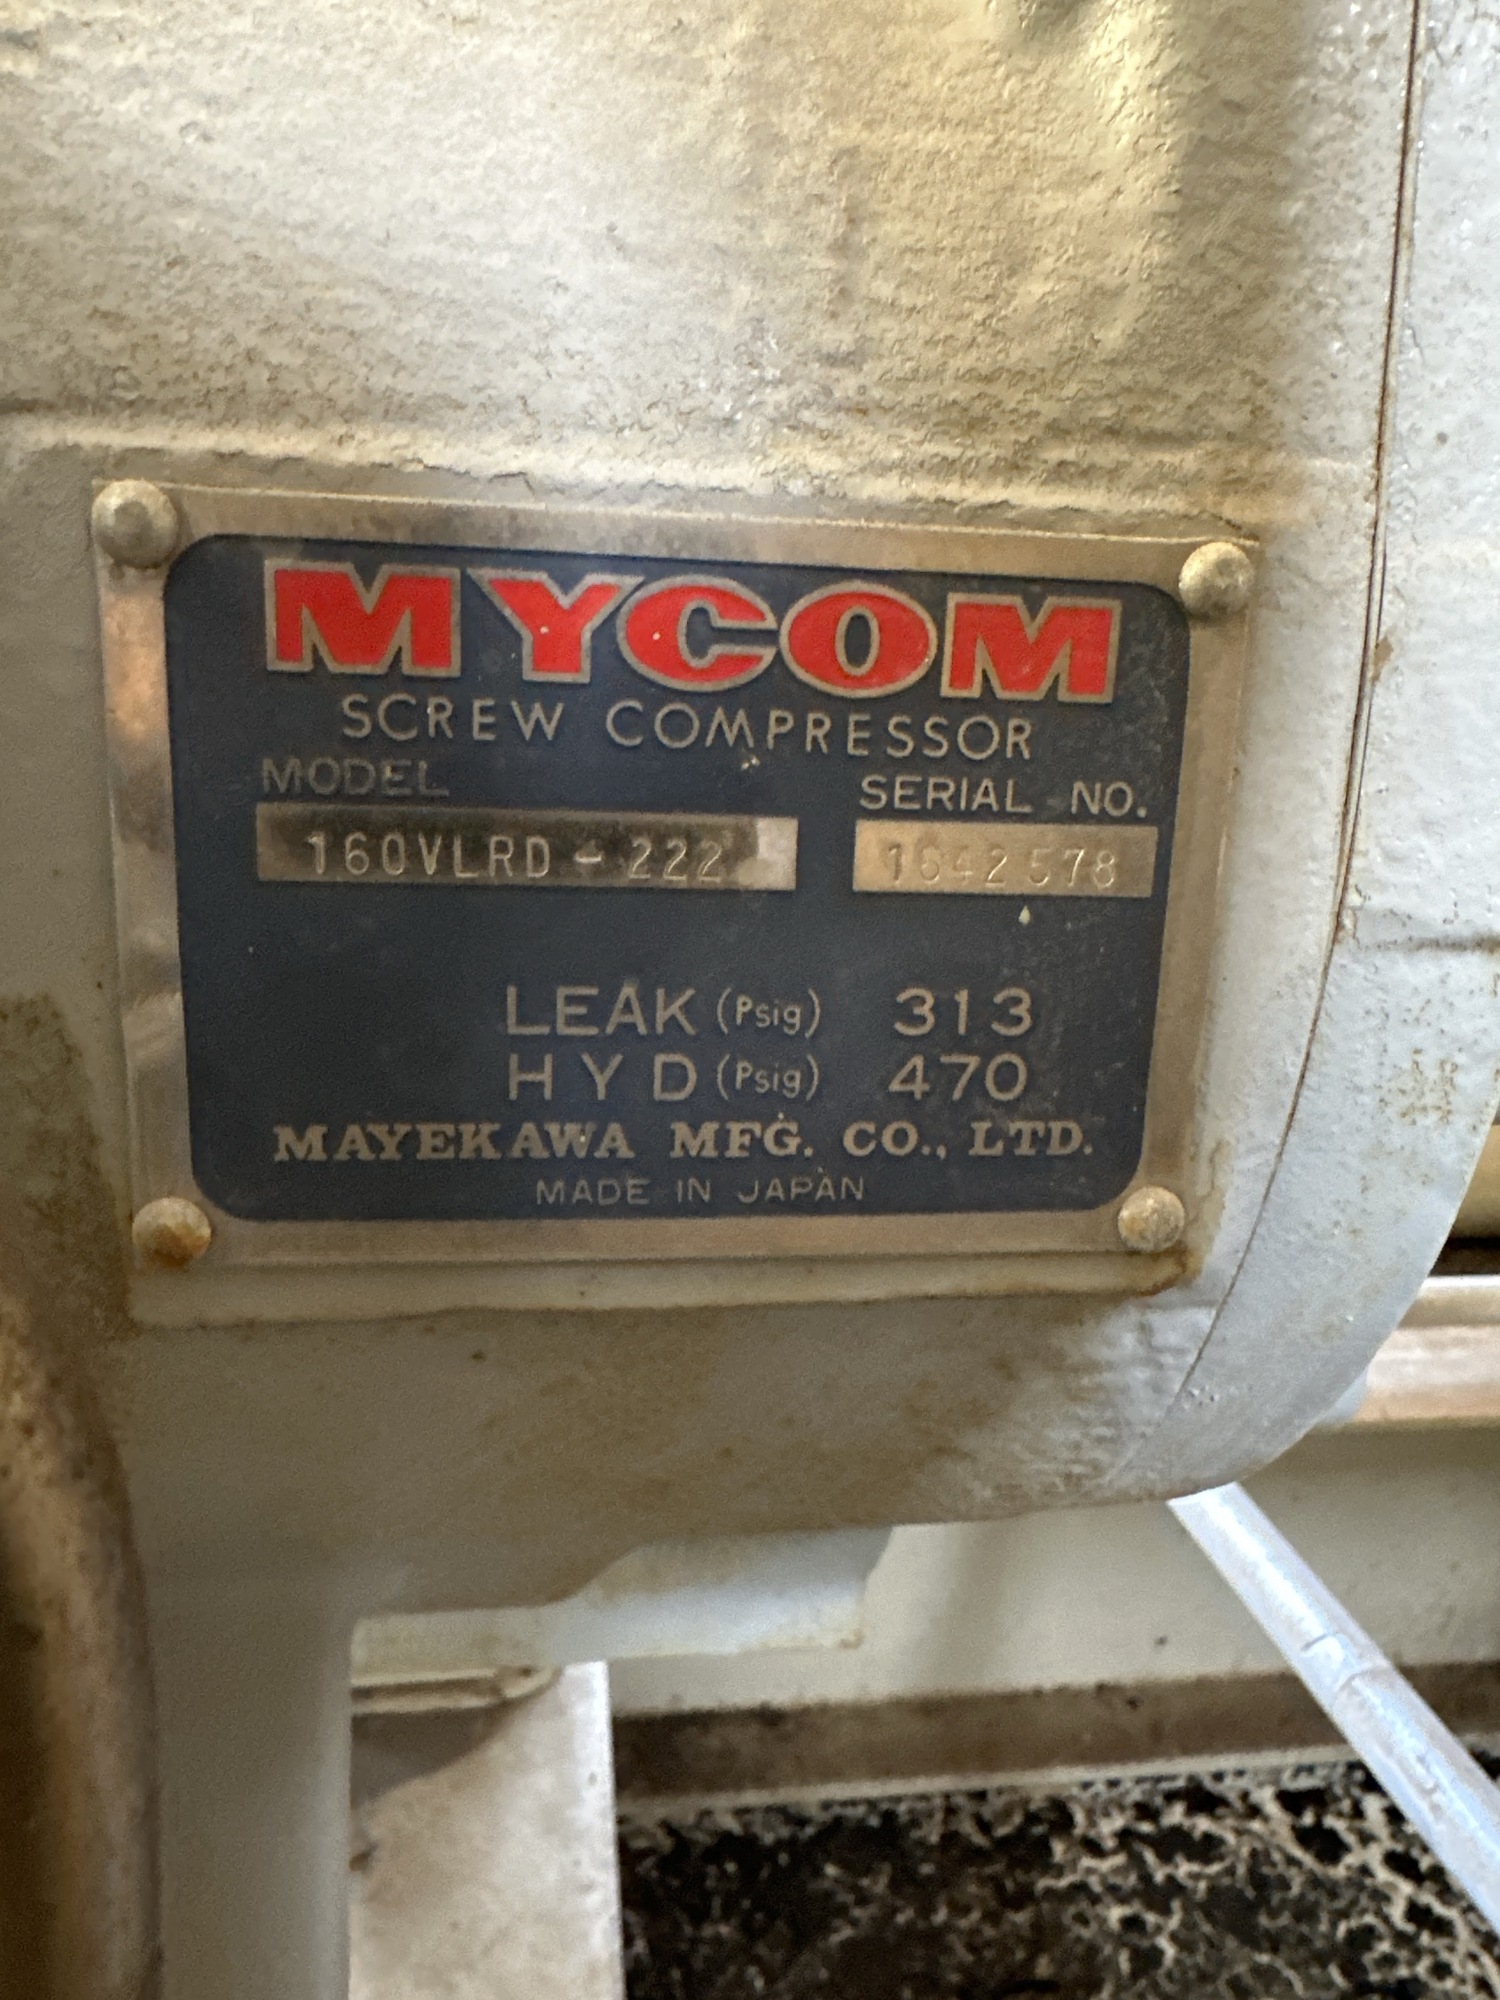 MYCOM
SCREW COMPRESSOR
MODEL SERIAL NO.
160VLRD-222 1642578
LEAK (Psig) 313
HYD (Psig) 470
MAYEKAWA MFG. CO., LTD.
MADE IN JAPAN